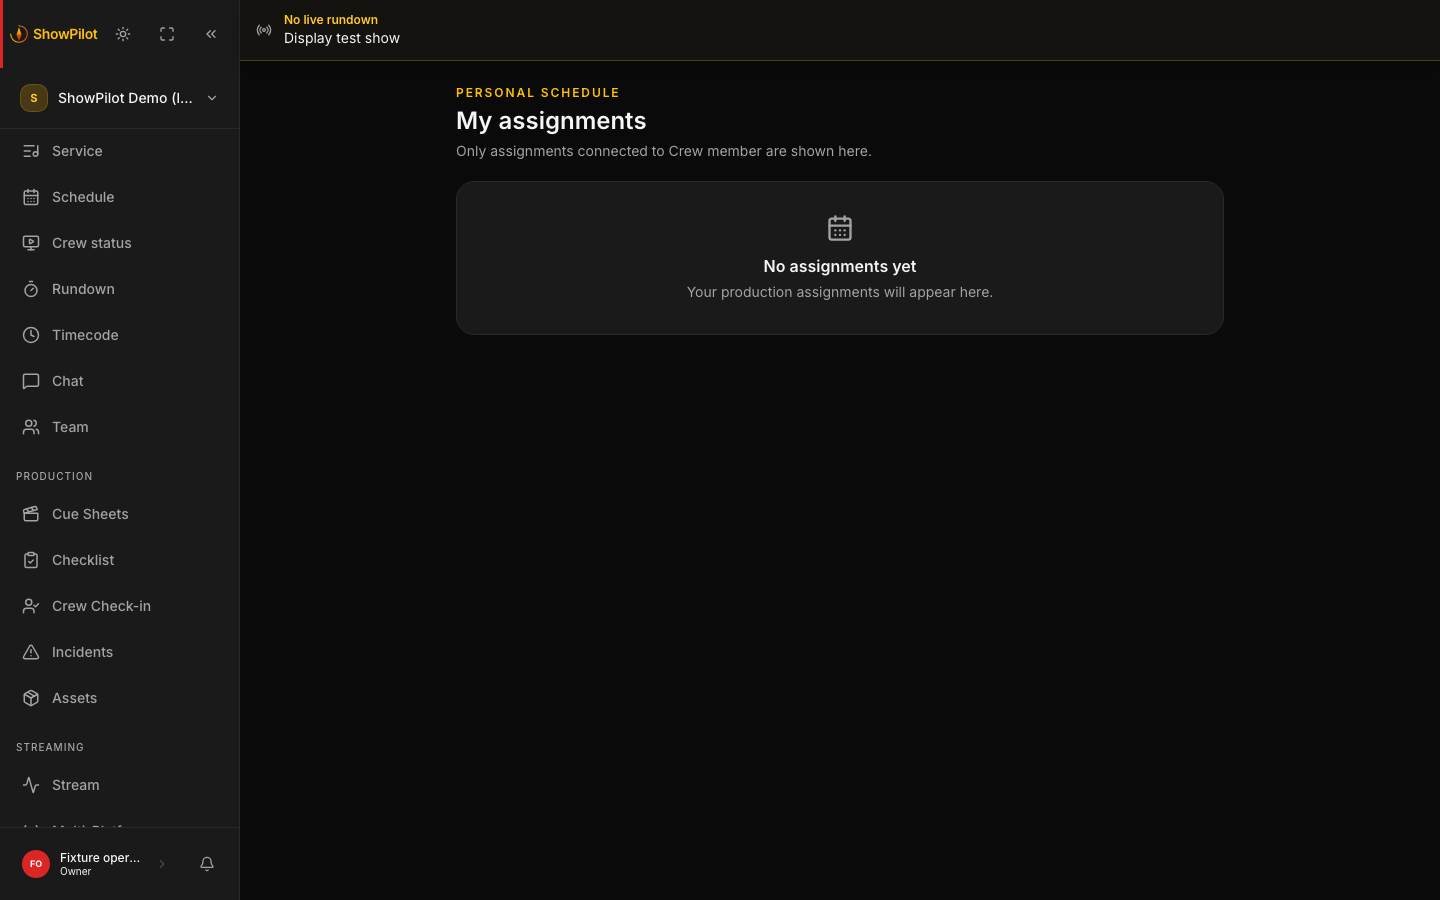 ShowPilot
S
ShowPilot Demo (I...
Service
Schedule
Crew status
Rundown
Timecode
Chat
Team
PRODUCTION
Cue Sheets
Checklist
Crew Check-in
Incidents
Assets
STREAMING
Stream
FO
Fixture oper...
Owner
No live rundown
Display test show
PERSONAL SCHEDULE
My assignments
Only assignments connected to Crew member are shown here.
No assignments yet
Your production assignments will appear here.